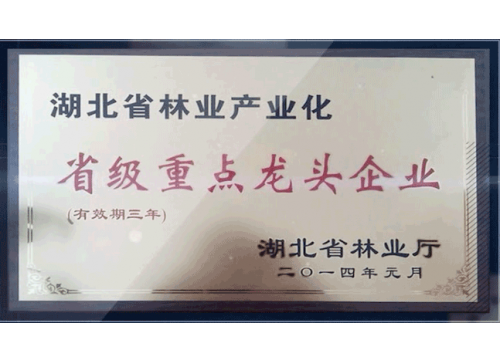 湖北省林业产业化
省级重点龙头企业
(有效期三年)
湖北省林业厅
二〇一四年元月